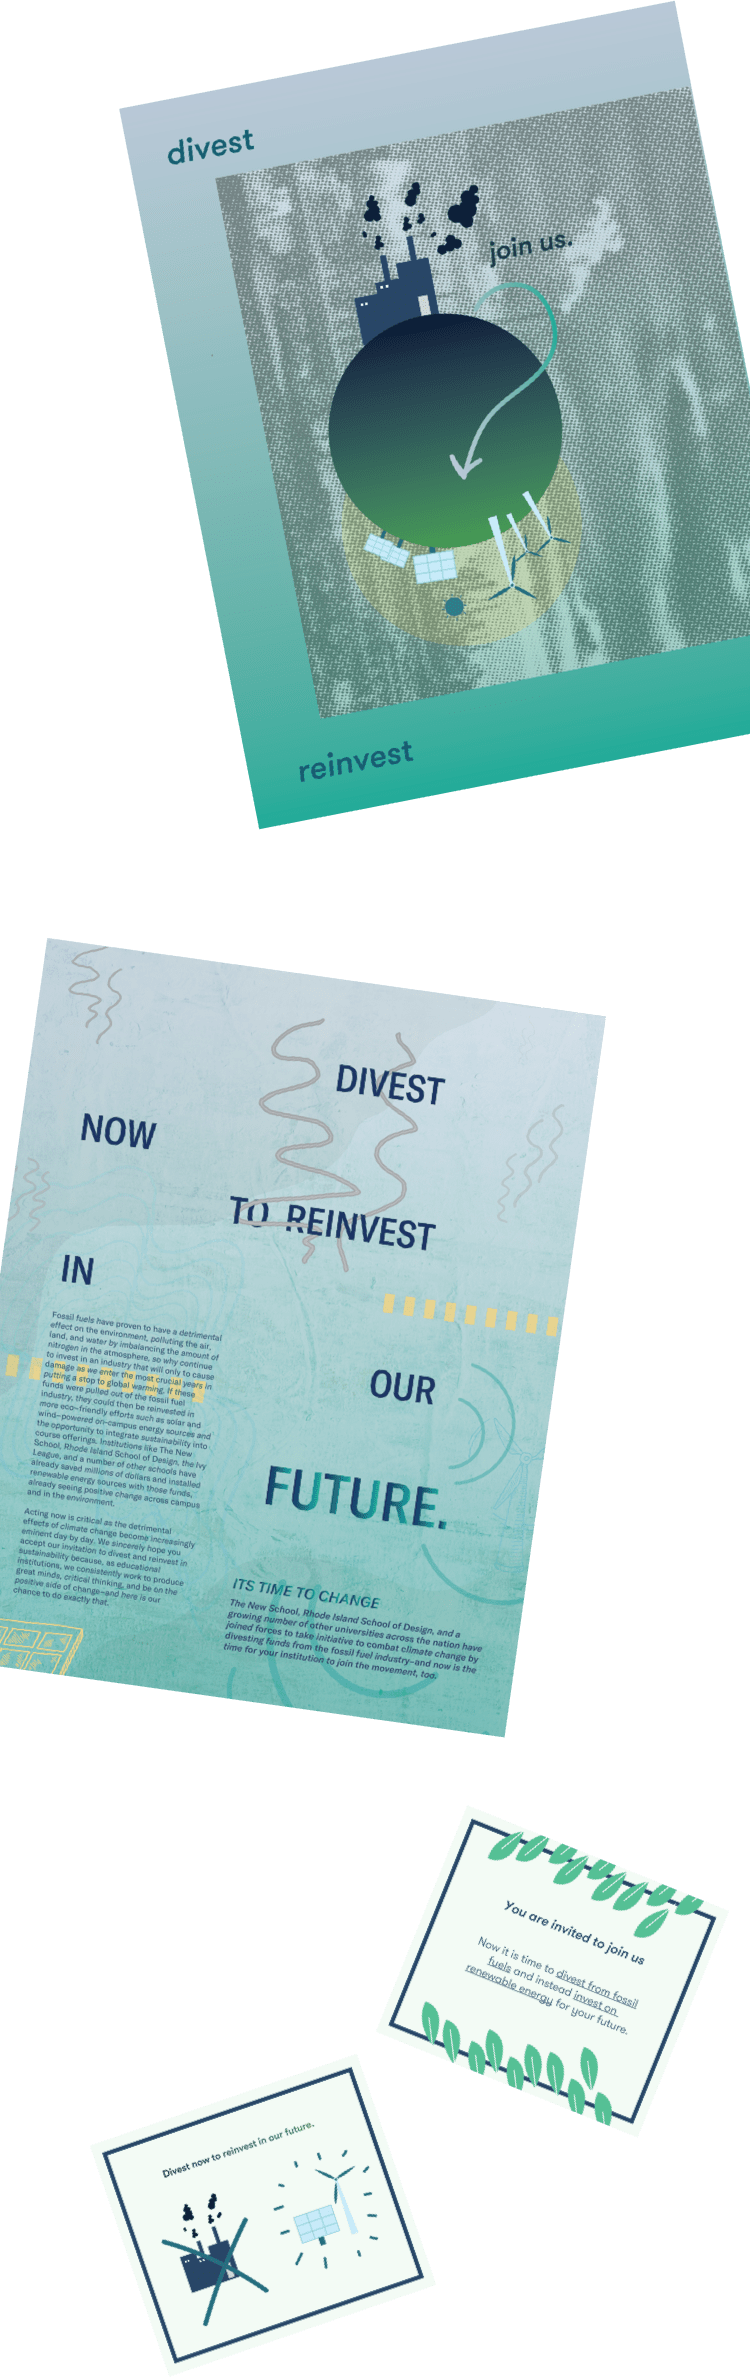 divest
join us.
reinvest
DIVEST
NOW
TO REINVEST
IN
OUR
FUTURE.
Fossil fuels have proven to have a detrimental
effect on the environment, polluting the air,
land, and water by imbalancing the amount of
nitrogen in the atmosphere, so why continue
to invest in an industry that will only to cause
damage as we enter the most crucial years in
putting a stop to global warming. If these
funds were pulled out of the fossil fuel
industry, they could then be reinvested in
more eco-friendly efforts such as solar and
wind-powered on-campus energy sources and
the opportunity to integrate sustainability into
course offerings. Institutions like The New
School, Rhode Island School of Design, the Ivy
League, and a number of other schools have
already saved millions of dollars and installed
renewable energy sources with those funds,
already seeing positive change across campus
and in the environment.
Acting now is critical as the detrimental
effects of climate change become increasingly
eminent day by day. We sincerely hope you
accept our invitation to divest and reinvest in
sustainability because, as educational
institutions, we consistently work to produce
great minds, critical thinking, and be on the
positive side of change–and here is our
chance to do exactly that.
ITS TIME TO CHANGE
The New School, Rhode Island School of Design, and a
growing number of other universities across the nation have
joined forces to take initiative to combat climate change by
divesting funds from the fossil fuel industry–and now is the
time for your institution to join the movement, too.
You are invited to join us
Now it is time to divest from fossil
fuels and instead invest on
renewable energy for your future.
Divest now to reinvest in our future.